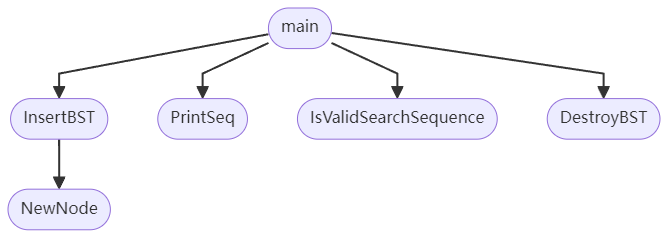 main
InsertBST
PrintSeq
IsValidSearchSequence
DestroyBST
NewNode